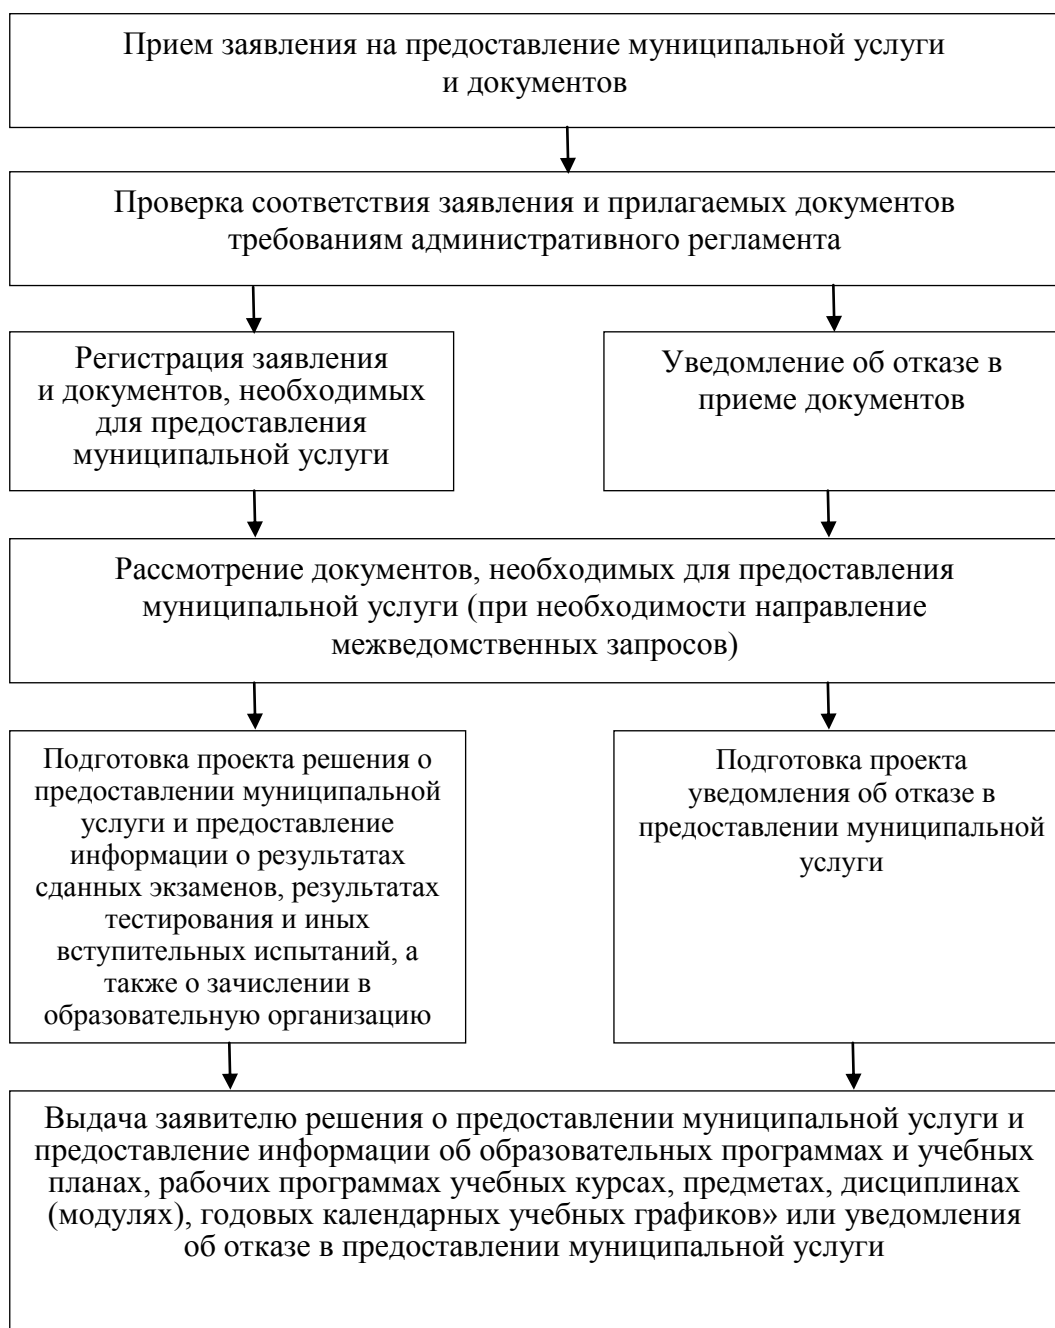 Прием заявления на предоставление муниципальной услуги
и документов
Проверка соответствия заявления и прилагаемых документов
требованиям административного регламента
Регистрация заявления
и документов, необходимых
для предоставления
муниципальной услуги
Уведомление об отказе в
приеме документов
Рассмотрение документов, необходимых для предоставления
муниципальной услуги (при необходимости направление
межведомственных запросов)
Подготовка проекта решения о
предоставлении муниципальной
услуги и предоставление
информации о результатах
сданных экзаменов, результатах
тестирования и иных
вступительных испытаний, а
также о зачислении в
образовательную организацию
Подготовка проекта
уведомления об отказе в
предоставлении муниципальной
услуги
Выдача заявителю решения о предоставлении муниципальной услуги и
предоставление информации об образовательных программах и учебных
планах, рабочих программах учебных курсах, предметах, дисциплинах
(модулях), годовых календарных учебных графиков» или уведомления
об отказе в предоставлении муниципальной услуги